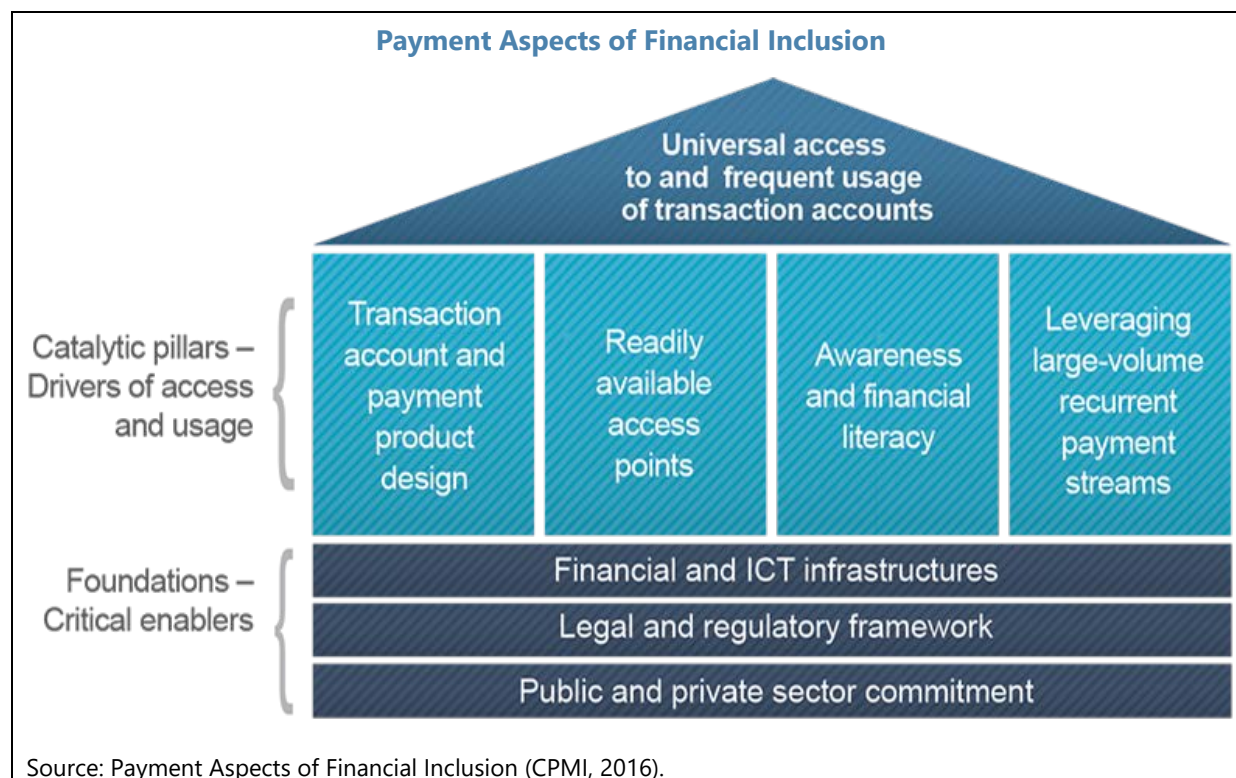 Payment Aspects of Financial Inclusion
Universal access
to and frequent usage
of transaction accounts
Catalytic pillars –
Drivers of access
and usage
Transaction
account and
payment
product
design
Readily
available
access
points
Awareness
and financial
literacy
Leveraging
large-volume
recurrent
payment
streams
Foundations –
Critical enablers
Financial and ICT infrastructures
Legal and regulatory framework
Public and private sector commitment
Source: Payment Aspects of Financial Inclusion (CPMI, 2016).